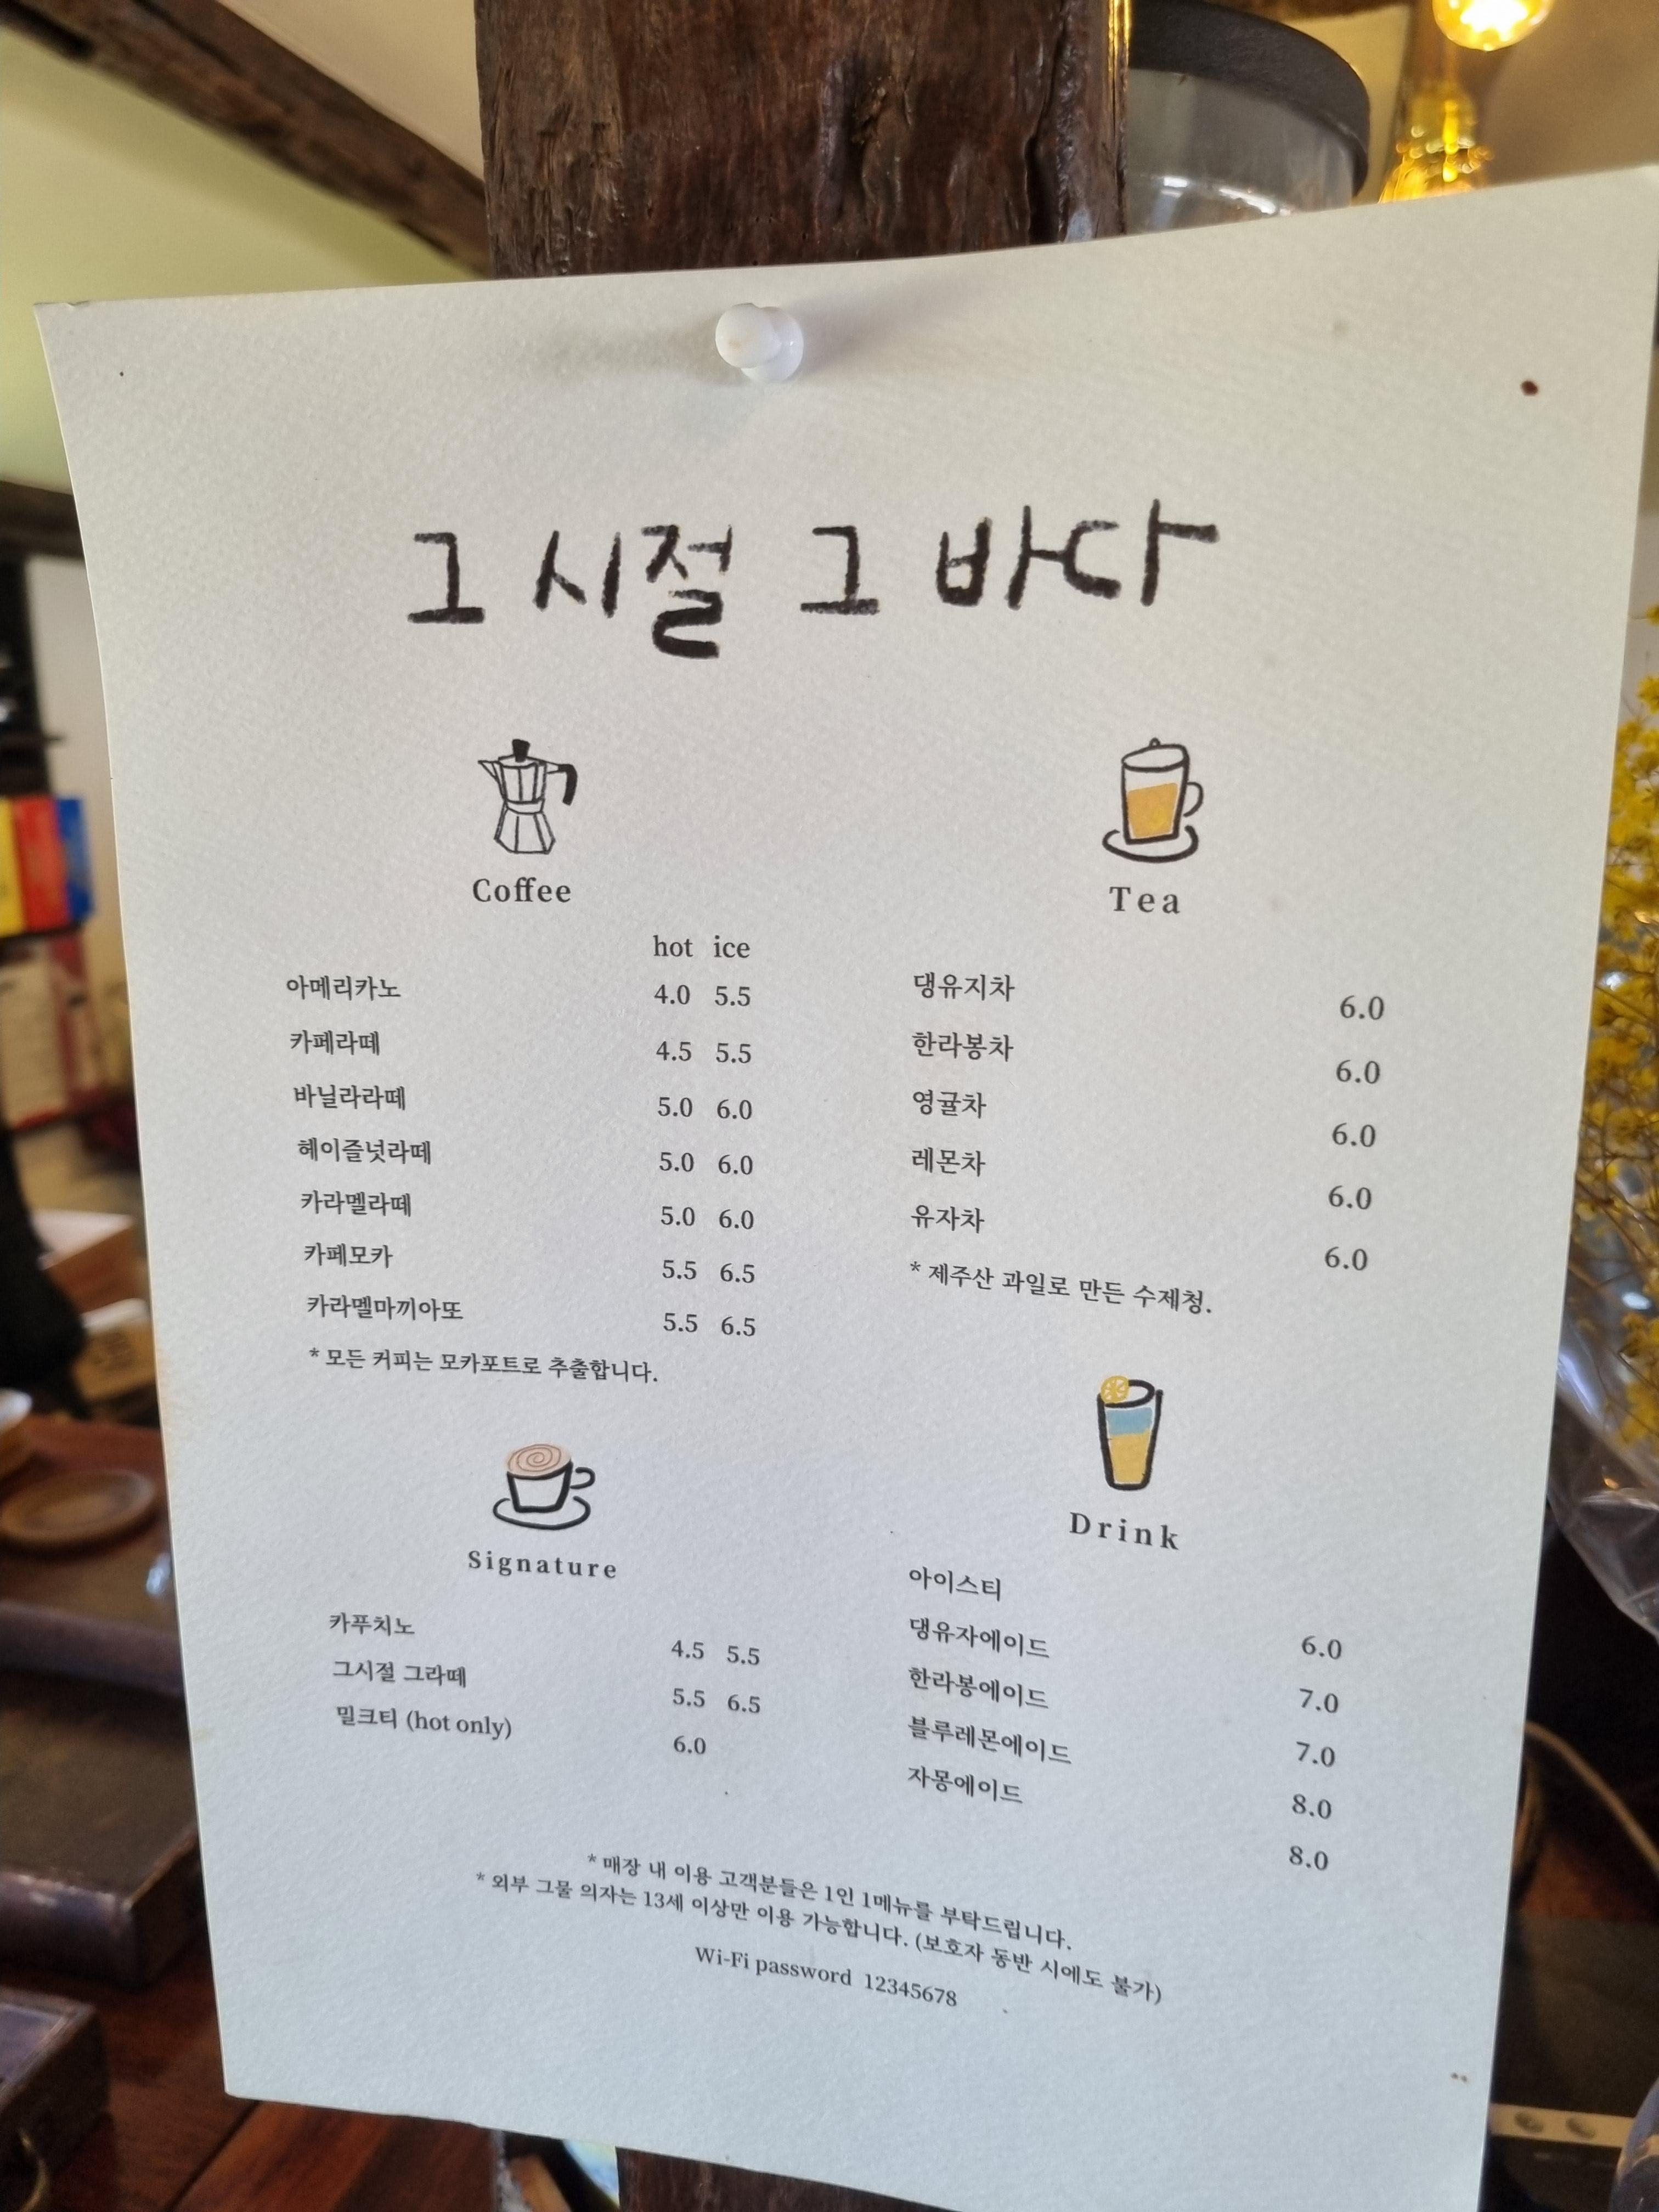 그 시절 그 바다
Coffee
hot ice
아메리카노 4.0 5.5
카페라떼 4.5 5.5
바닐라라떼 5.0 6.0
헤이즐넛라떼 5.0 6.0
카라멜라떼 5.0 6.0
카페모카 5.5 6.5
카라멜마끼아또 5.5 6.5
* 모든 커피는 모카포트로 추출합니다.
Signature
카푸치노 4.5 5.5
그시절 그라떼 5.5 6.5
밀크티 (hot only) 6.0
Tea
댕유지차 6.0
한라봉차 6.0
영귤차 6.0
레몬차 6.0
유자차 6.0
* 제주산 과일로 만든 수제청.
Drink
아이스티 6.0
댕유자에이드 7.0
한라봉에이드 7.0
블루레몬에이드 8.0
자몽에이드 8.0
* 매장 내 이용 고객분들은 1인 1메뉴를 부탁드립니다.
* 외부 그물 의자는 13세 이상만 이용 가능합니다. (보호자 동반 시에도 불가)
Wi-Fi password 12345678